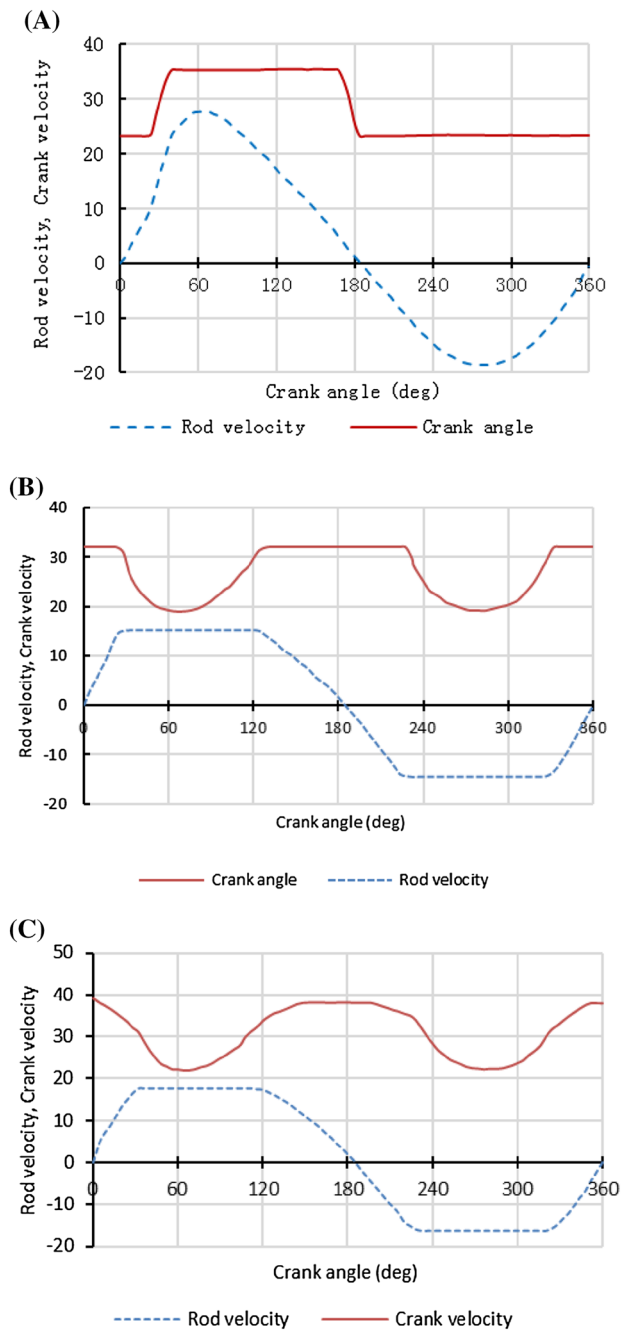 (A)
Rod velocity, Crank velocity
40
30
20
10
0
-10
-20
0 60 120 180 240 300 360
Crank angle (deg)
Rod velocity Crank angle
(B)
Rod velocity, Crank velocity
40
30
20
10
0
-10
-20
0 60 120 180 240 300 360
Crank angle (deg)
Crank angle Rod velocity
(C)
Rod velocity, Crank velocity
50
40
30
20
10
0
-10
-20
0 60 120 180 240 300 360
Crank angle (deg)
Rod velocity Crank velocity